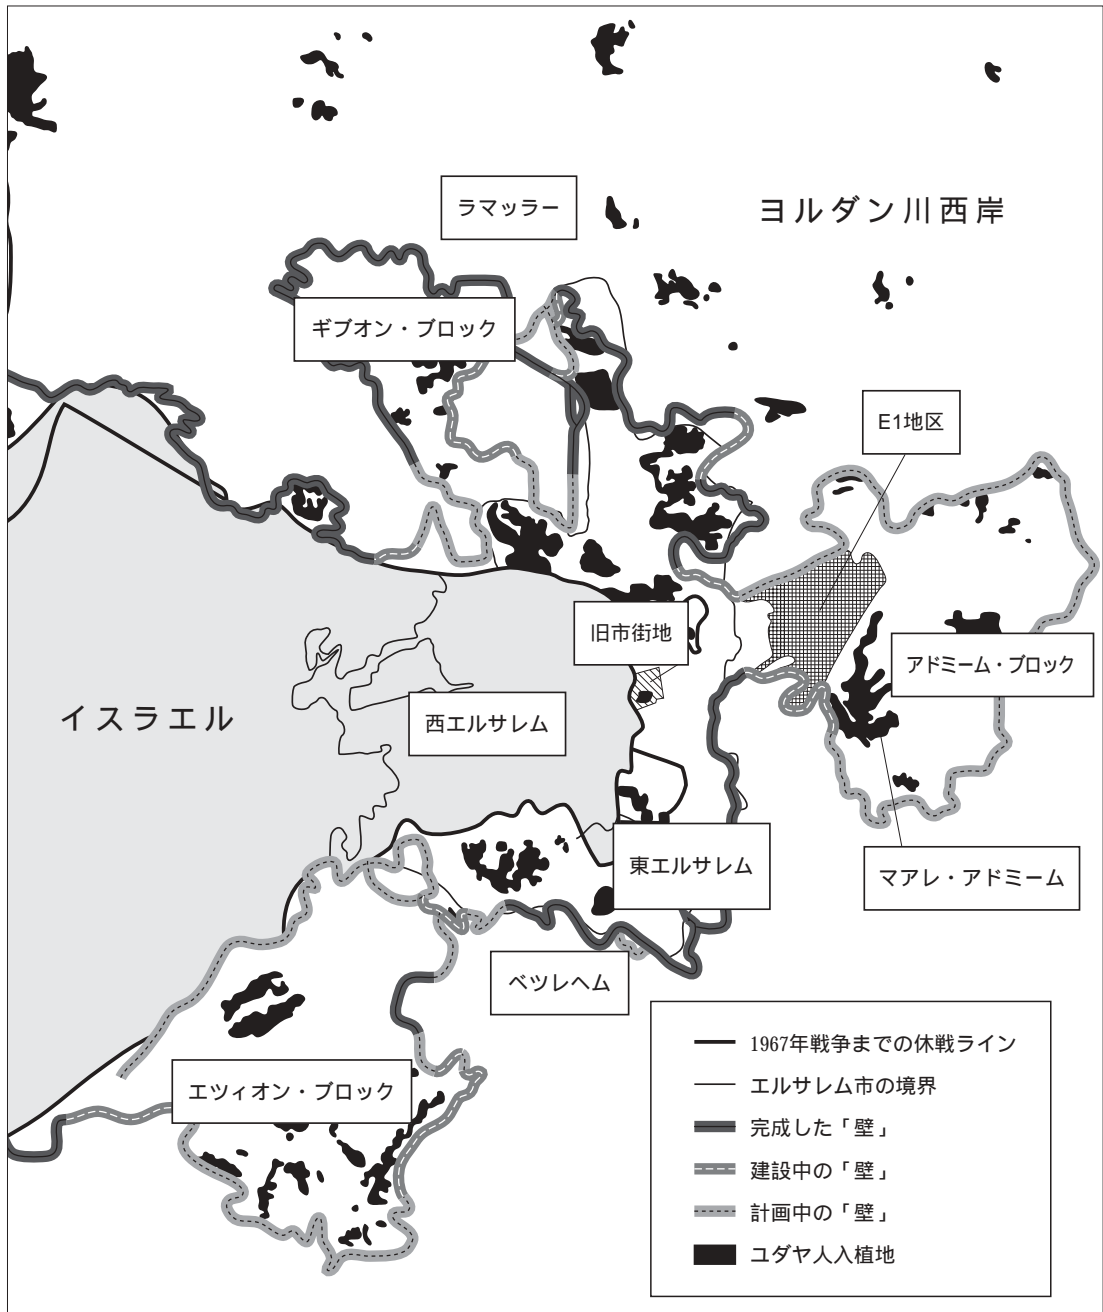 ラマッラー
ヨルダン川西岸
ギブオン・ブロック
E1地区
旧市街地
アドミーム・ブロック
イスラエル
西エルサレム
東エルサレム
マアレ・アドミーム
ベツレヘム
エツィオン・ブロック
1967年戦争までの休戦ライン
エルサレム市の境界
完成した「壁」
建設中の「壁」
計画中の「壁」
ユダヤ人入植地